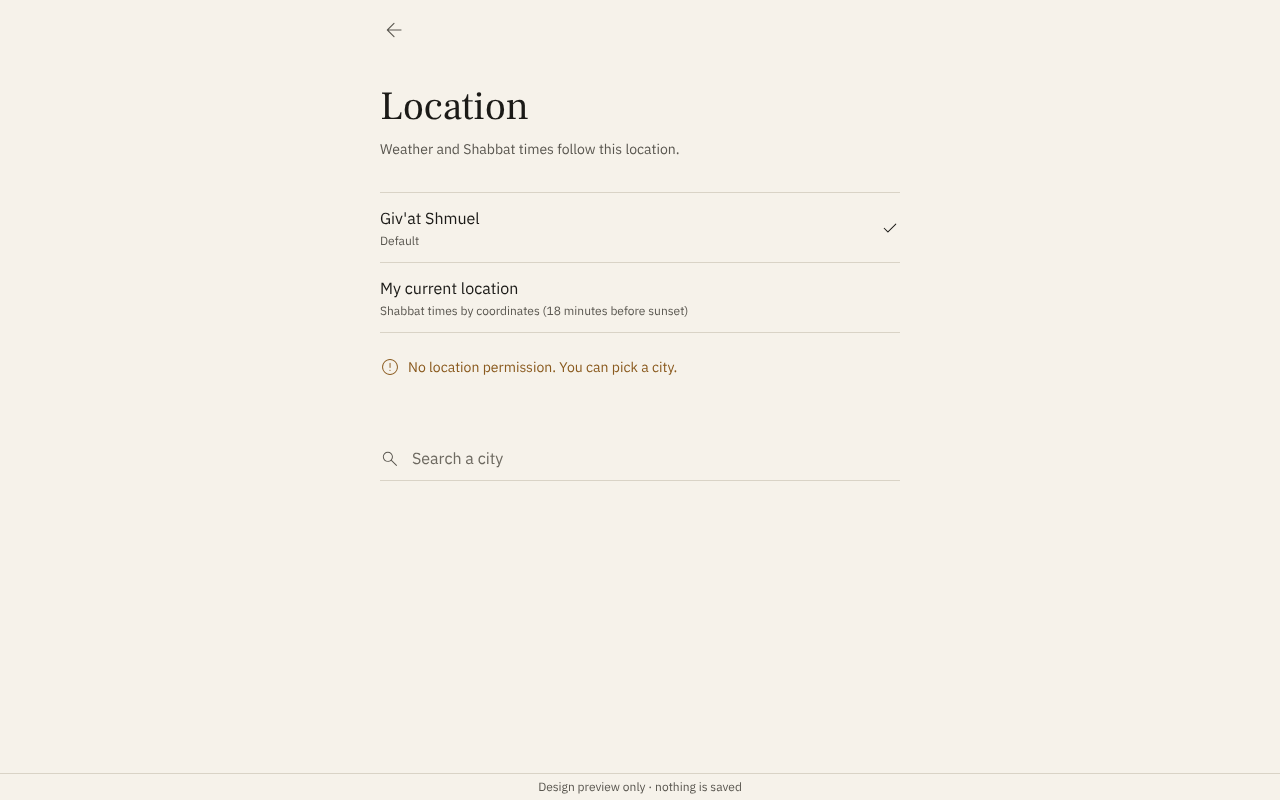 Location
Weather and Shabbat times follow this location.
Giv'at Shmuel
Default
My current location
Shabbat times by coordinates (18 minutes before sunset)
No location permission. You can pick a city.
Search a city
Design preview only · nothing is saved